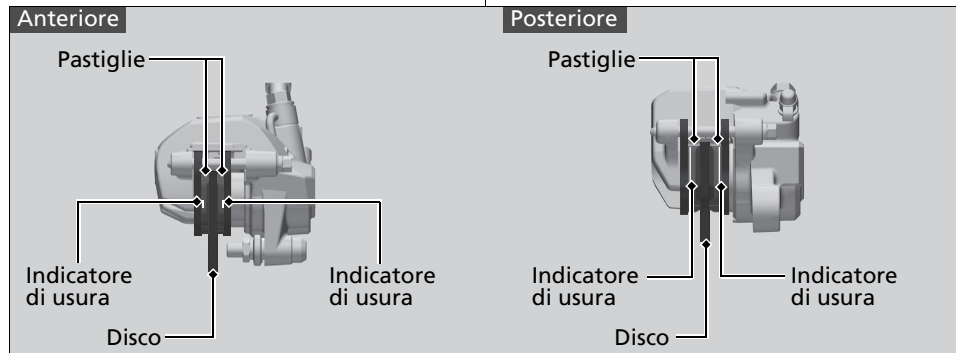 Anteriore
Pastiglie
Indicatore
di usura
Indicatore
di usura
Disco
Posteriore
Pastiglie
Indicatore
di usura
Indicatore
di usura
Disco